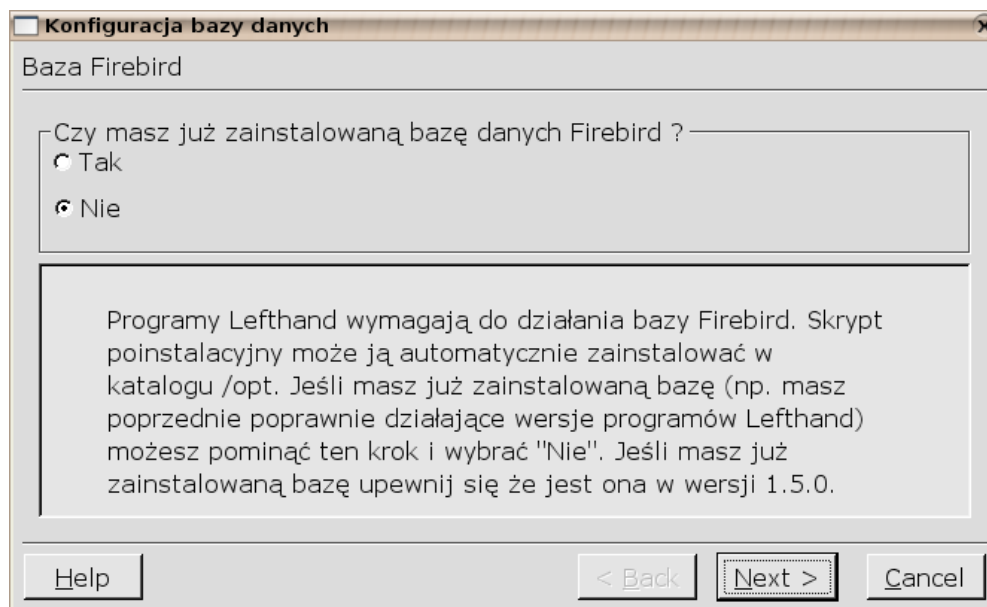 Konfiguracja bazy danych
Baza Firebird
Czy masz już zainstalowaną bazę danych Firebird ?
Tak
Nie
Programy Lefthand wymagają do działania bazy Firebird. Skrypt
poinstalacyjny może ją automatycznie zainstalować w
katalogu /opt. Jeśli masz już zainstalowaną bazę (np. masz
poprzednie poprawnie działające wersje programów Lefthand)
możesz pominąć ten krok i wybrać "Nie". Jeśli masz już
zainstalowaną bazę upewnij się że jest ona w wersji 1.5.0.
Help
< Back
Next >
Cancel